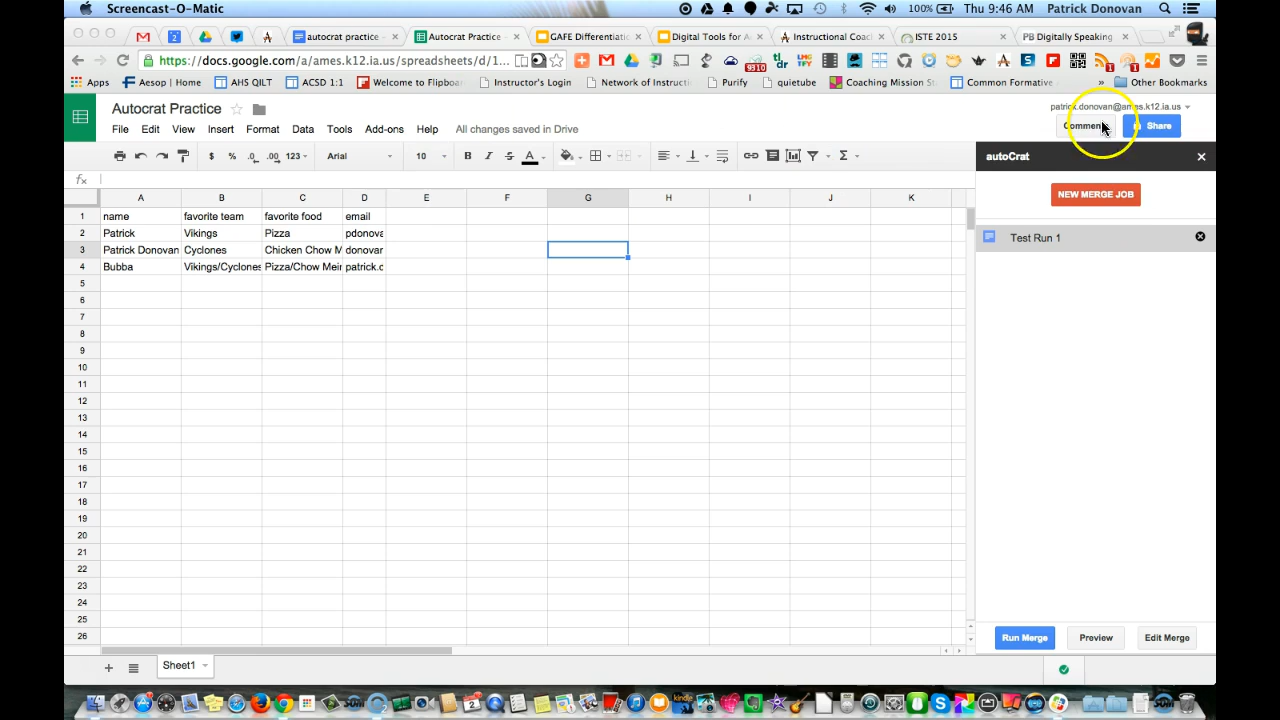 Screencast-O-Matic 100% Thu 9:46 AM Patrick Donovan
autocrat practice Autocrat Practice GAFE Differentiatio Digital Tools for A Instructional Coac ISTE 2015 PB Digitally Speaking
https://docs.google.com/a/ames.k12.ia.us/spreadsheets/d/1...
Apps Aesop | Home AHS QILT ACSD 1:1 Welcome | Flipboard Instructor's Login Network of Instructi Purify quietube Coaching Mission St Common Formative » Other Bookmarks
Autocrat Practice
patrick.donovan@ames.k12.ia.us
File Edit View Insert Format Data Tools Add-ons Help All changes saved in Drive
Comments Share
$ % .0 .00 123 Arial 10 B I S A Σ
autoCrat
fx
NEW MERGE JOB
Test Run 1
A B C D E F G H I J K
1 name favorite team favorite food email
2 Patrick Vikings Pizza pdonova
3 Patrick Donovan Cyclones Chicken Chow M donovar
4 Bubba Vikings/Cyclones Pizza/Chow Mein patrick.c
5
6
7
8
9
10
11
12
13
14
15
16
17
18
19
20
21
22
23
24
25
26
Run Merge Preview Edit Merge
Sheet1